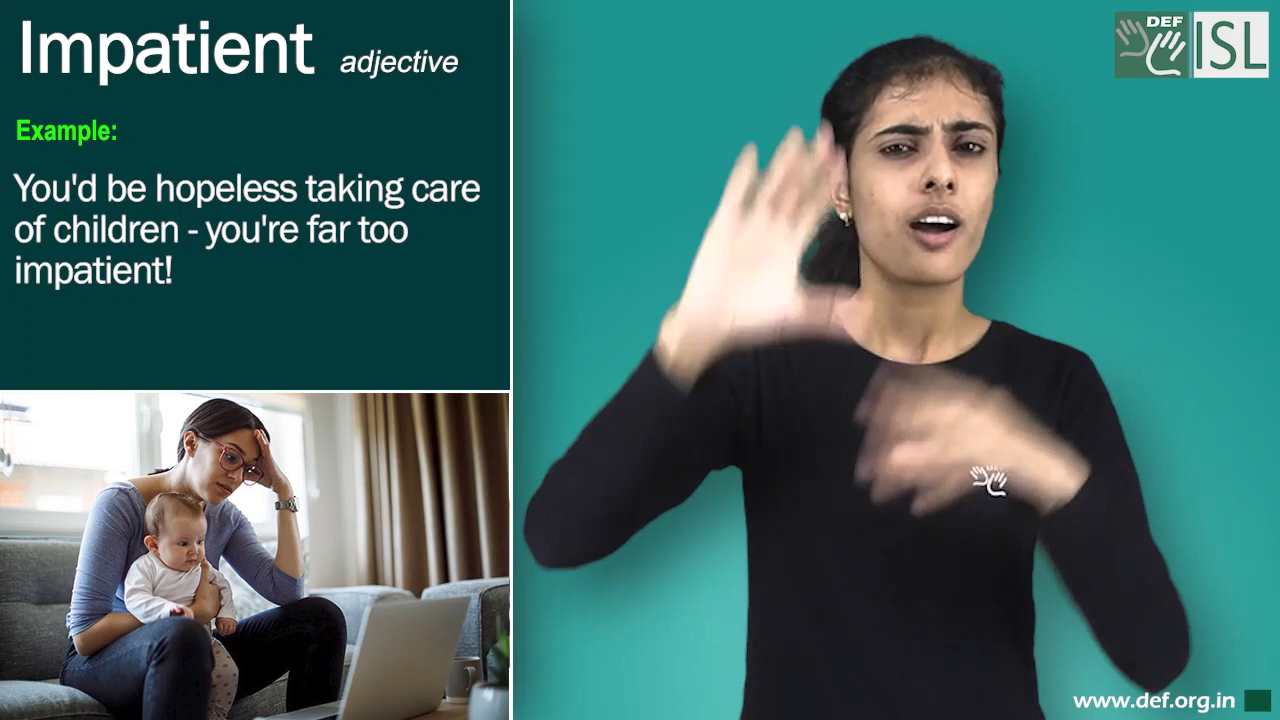 Impatient adjective
Example:
You'd be hopeless taking care
of children - you're far too
impatient!
DEF
ISL
www.def.org.in